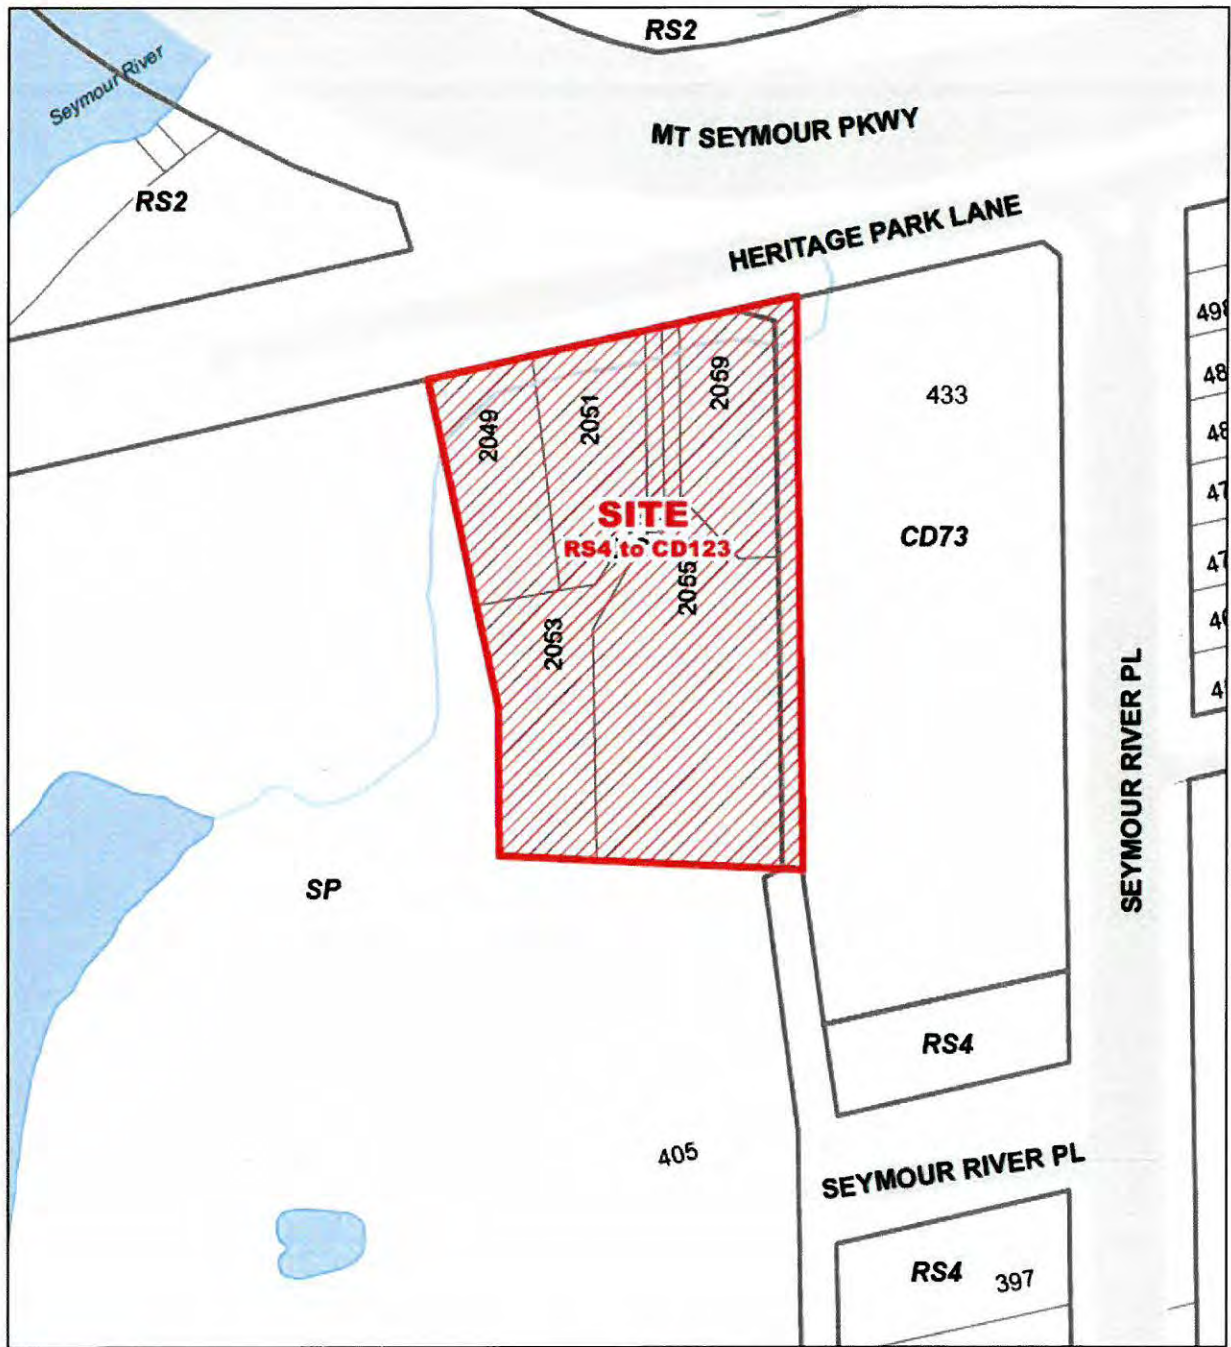 RS2
Seymour River
MT SEYMOUR PKWY
RS2
HERITAGE PARK LANE
433
2059
2051
2049
SITE
RS4 to CD123
CD73
2055
2053
SEYMOUR RIVER PL
SP
RS4
405
SEYMOUR RIVER PL
RS4
397